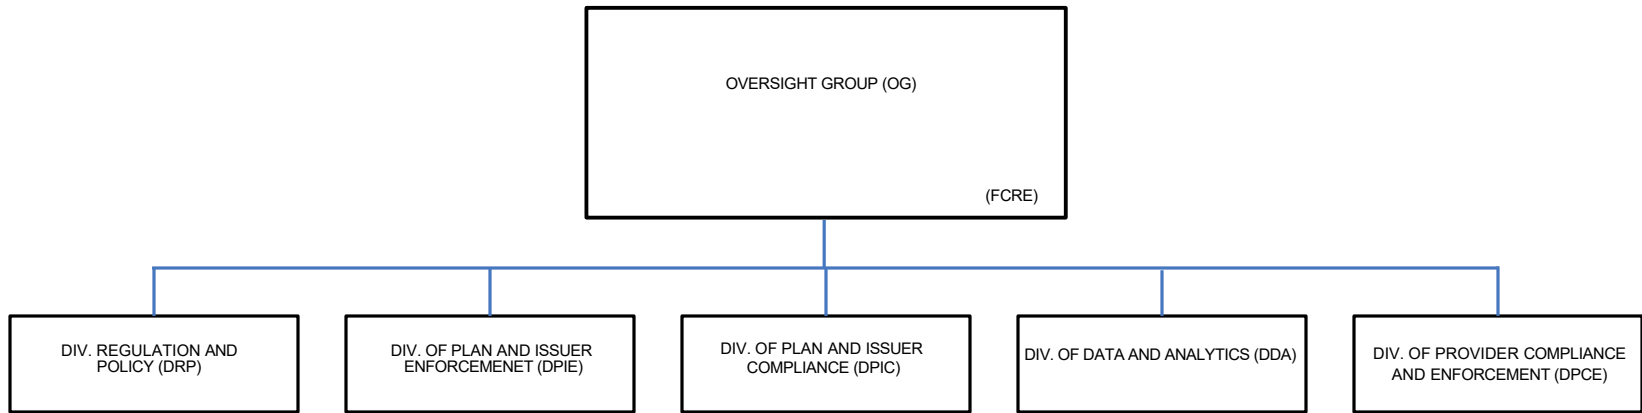 OVERSIGHT GROUP (OG)
(FCRE)
DIV. REGULATION AND
POLICY (DRP)
DIV. OF PLAN AND ISSUER
ENFORCEMENET (DPIE)
DIV. OF PLAN AND ISSUER
COMPLIANCE (DPIC)
DIV. OF DATA AND ANALYTICS (DDA)
DIV. OF PROVIDER COMPLIANCE
AND ENFORCEMENT (DPCE)